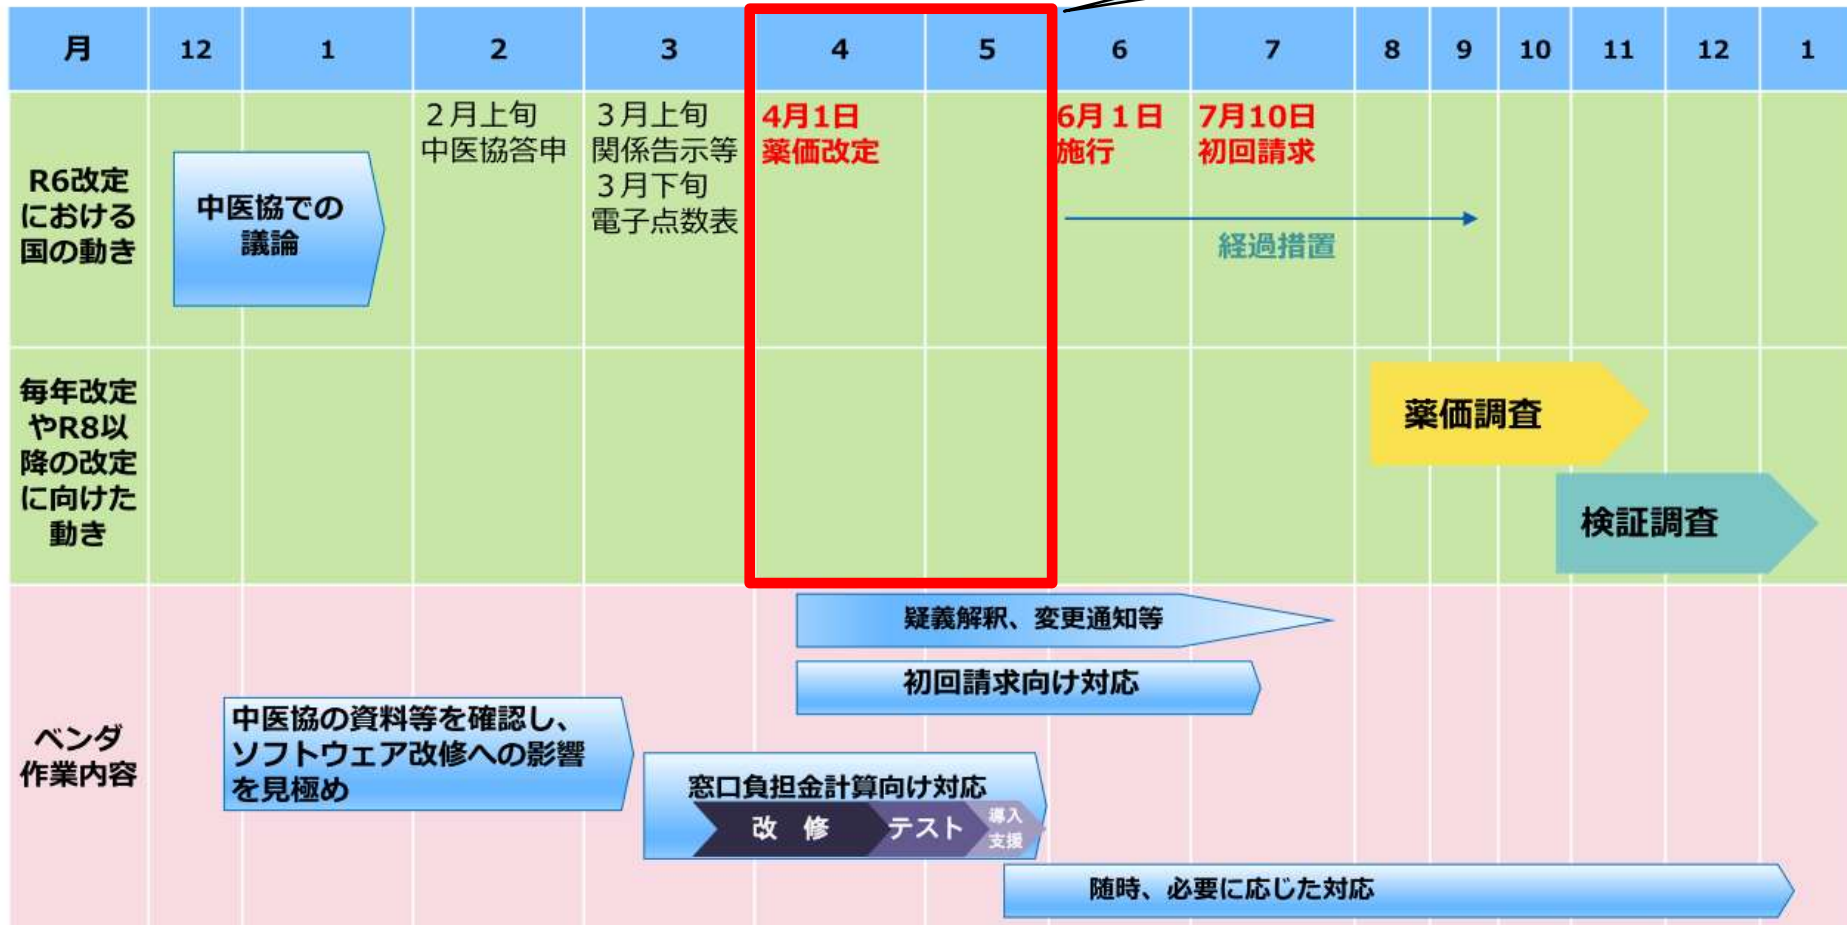 月 12 1 2 3 4 5 6 7 8 9 10 11 12 1
R6改定
における
国の動き
中医協での
議論
２月上旬
中医協答申
３月上旬
関係告示等
３月下旬
電子点数表
4月1日
薬価改定
6月１日
施行
7月10日
初回請求
経過措置
毎年改定
やR8以
降の改定
に向けた
動き
薬価調査
検証調査
ベンダ
作業内容
疑義解釈、変更通知等
初回請求向け対応
中医協の資料等を確認し、
ソフトウェア改修への影響
を見極め
窓口負担金計算向け対応
改 修 テスト
導入
支援
随時、必要に応じた対応